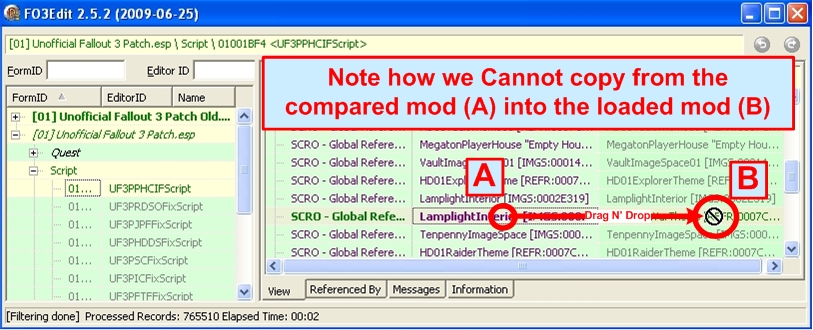 FO3Edit 2.5.2 (2009-06-25)
[01] Unofficial Fallout 3 Patch.esp \ Script \ 01001BF4 <UF3PPHCIFScript>
FormID
Editor ID
FormID EditorID Name
[01] Unofficial Fallout 3 Patch Old....
[01] Unofficial Fallout 3 Patch.esp
Quest
Script
01... UF3PPHCIFScript
01... UF3PRDSOFixScript
01... UF3PJPFFixScript
01... UF3PHDDSFixScript
01... UF3PSCFixScript
01... UF3PICFixScript
01... UF3PFTFFixScript
Note how we Cannot copy from the
compared mod (A) into the loaded mod (B)
SCRO - Global Refere... MegatonPlayerHouse "Empty Hou... MegatonPlayerHouse "Empty Hou...
SCRO - Global Refere... VaultImageSpace01 [IMGS:00014... VaultImageSpace01 [IMGS:00014...
A
B
SCRO - Global Refere... HD01ExplorerTheme [REFR:0007... HD01ExplorerTheme [REFR:0007C...
SCRO - Global Refere... LamplightInterior [IMGS:0002E319] LamplightInterior [IMGS:0002E319]
SCRO - Global Refe... LamplightInterior [IMGS:000 Drag N' Drop REFR:0007C...
SCRO - Global Refere... TenpennyImageSpace [IMGS:000... TenpennyImageSpace [IMGS:000...
SCRO - Global Refere... HD01RaiderTheme [REFR:0007C... HD01RaiderTheme [REFR:0007C...
View Referenced By Messages Information
[Filtering done] Processed Records: 765510 Elapsed Time: 00:02